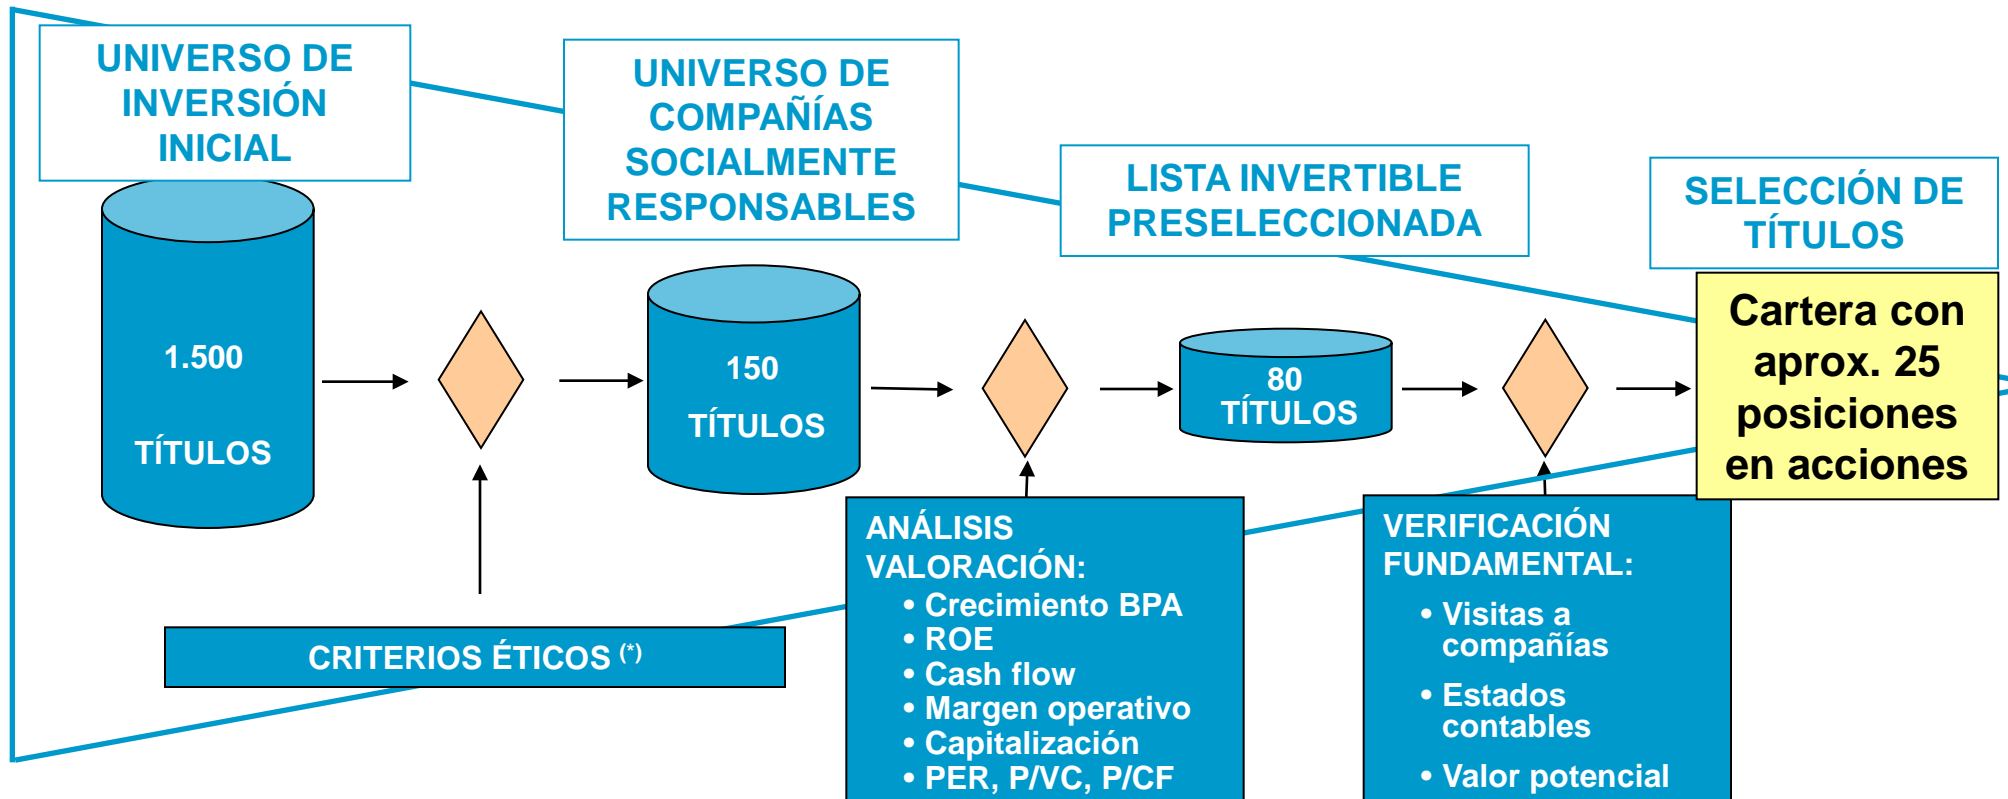 UNIVERSO DE
INVERSIÓN
INICIAL
UNIVERSO DE
COMPAÑÍAS
SOCIALMENTE
RESPONSABLES
LISTA INVERTIBLE
PRESELECCIONADA
SELECCIÓN DE
TÍTULOS
1.500
TÍTULOS
150
TÍTULOS
80
TÍTULOS
Cartera con
aprox. 25
posiciones
en acciones
CRITERIOS ÉTICOS (*)
ANÁLISIS
VALORACIÓN:
• Crecimiento BPA
• ROE
• Cash flow
• Margen operativo
• Capitalización
• PER, P/VC, P/CF
VERIFICACIÓN
FUNDAMENTAL:
• Visitas a
compañías
• Estados
contables
• Valor potencial